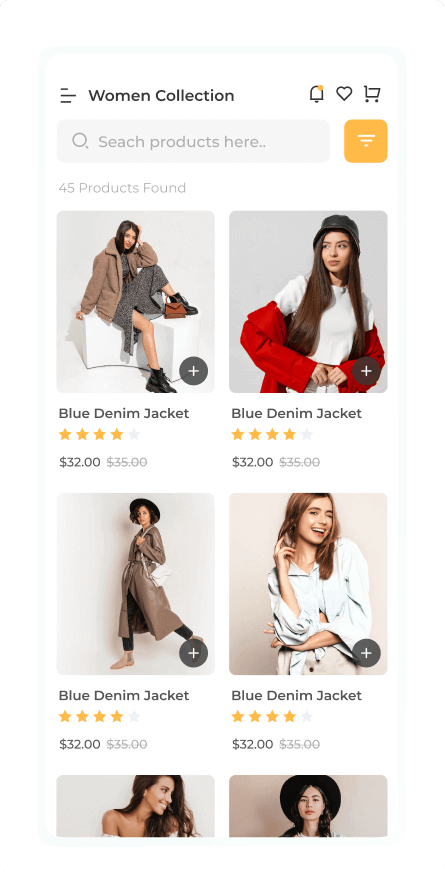 Women Collection
Seach products here..
45 Products Found
Blue Denim Jacket
Blue Denim Jacket
$32.00 $35.00
$32.00 $35.00
Blue Denim Jacket
Blue Denim Jacket
$32.00 $35.00
$32.00 $35.00